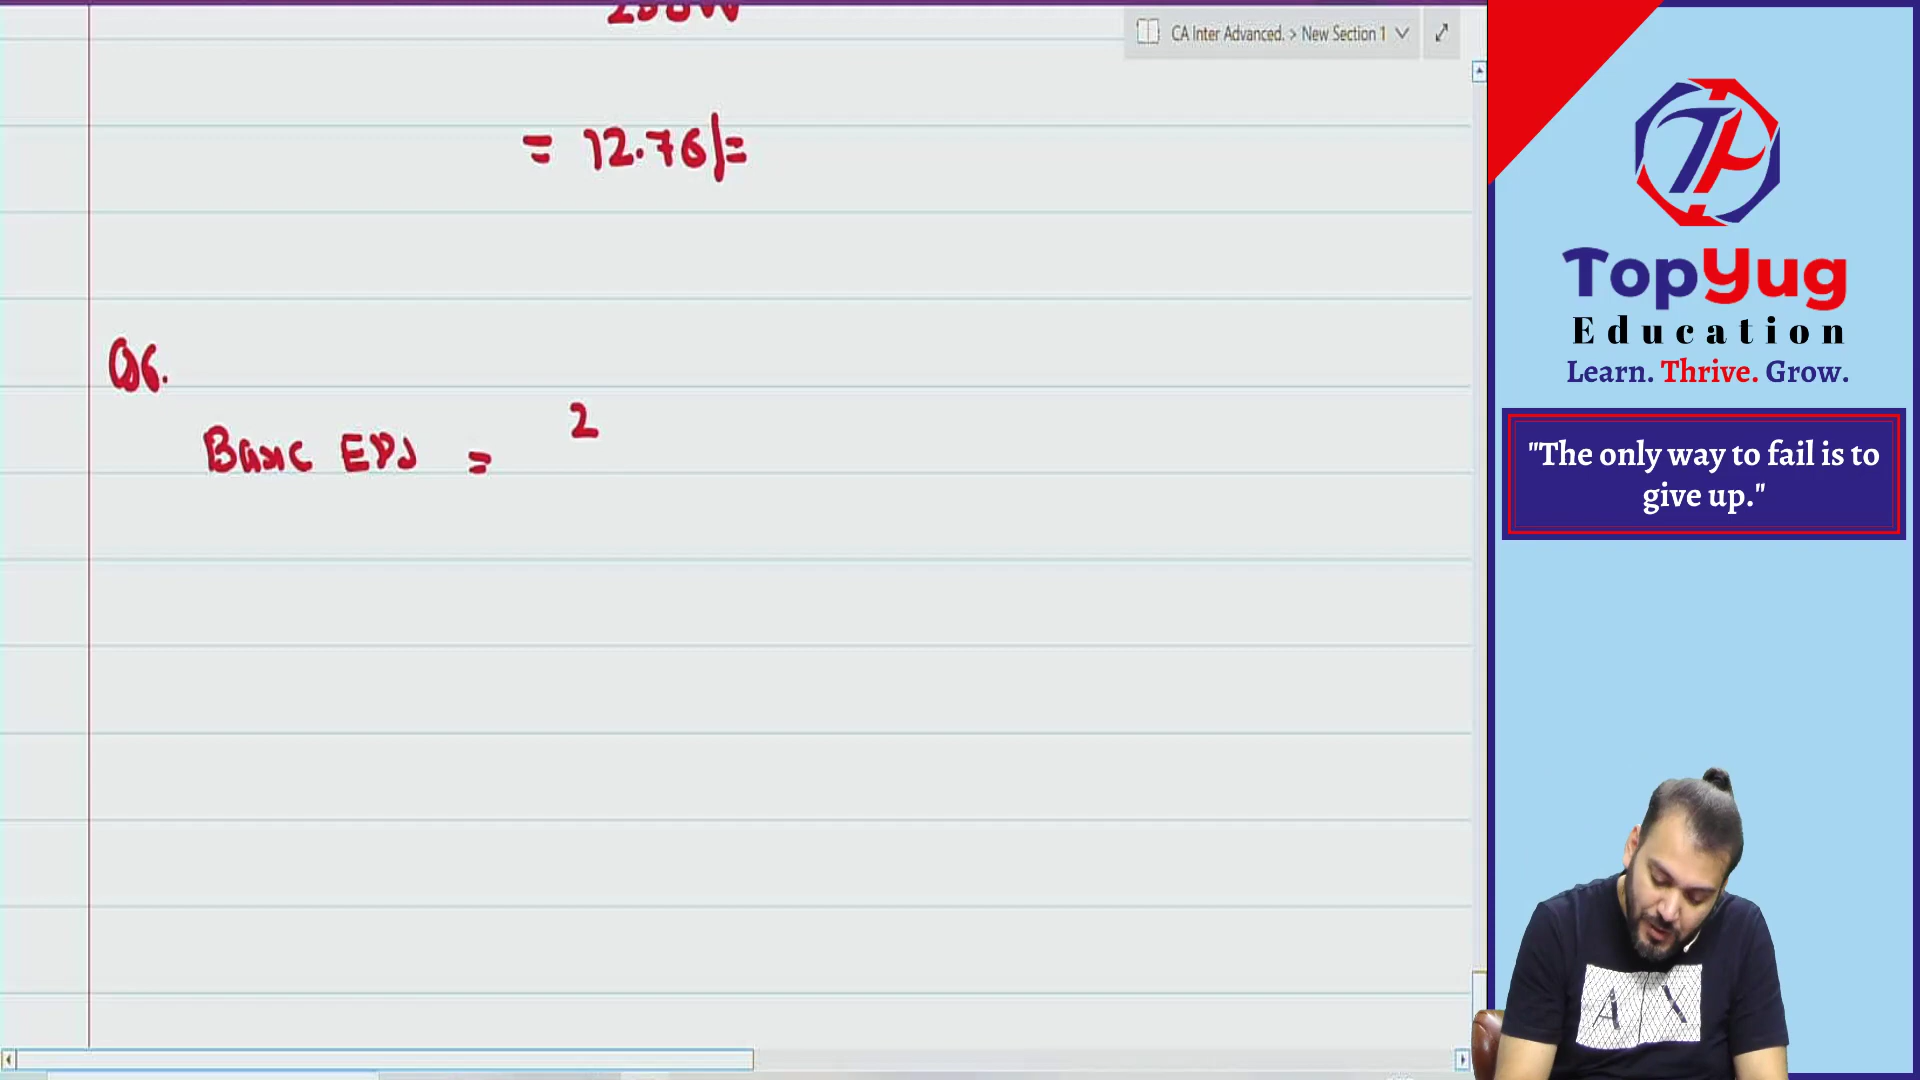 CA Inter Advanced. > New Section 1
= 12.76/=
Q6.
Basic EPS = 2
TopYug
Education
Learn. Thrive. Grow.
"The only way to fail is to
give up."
A X